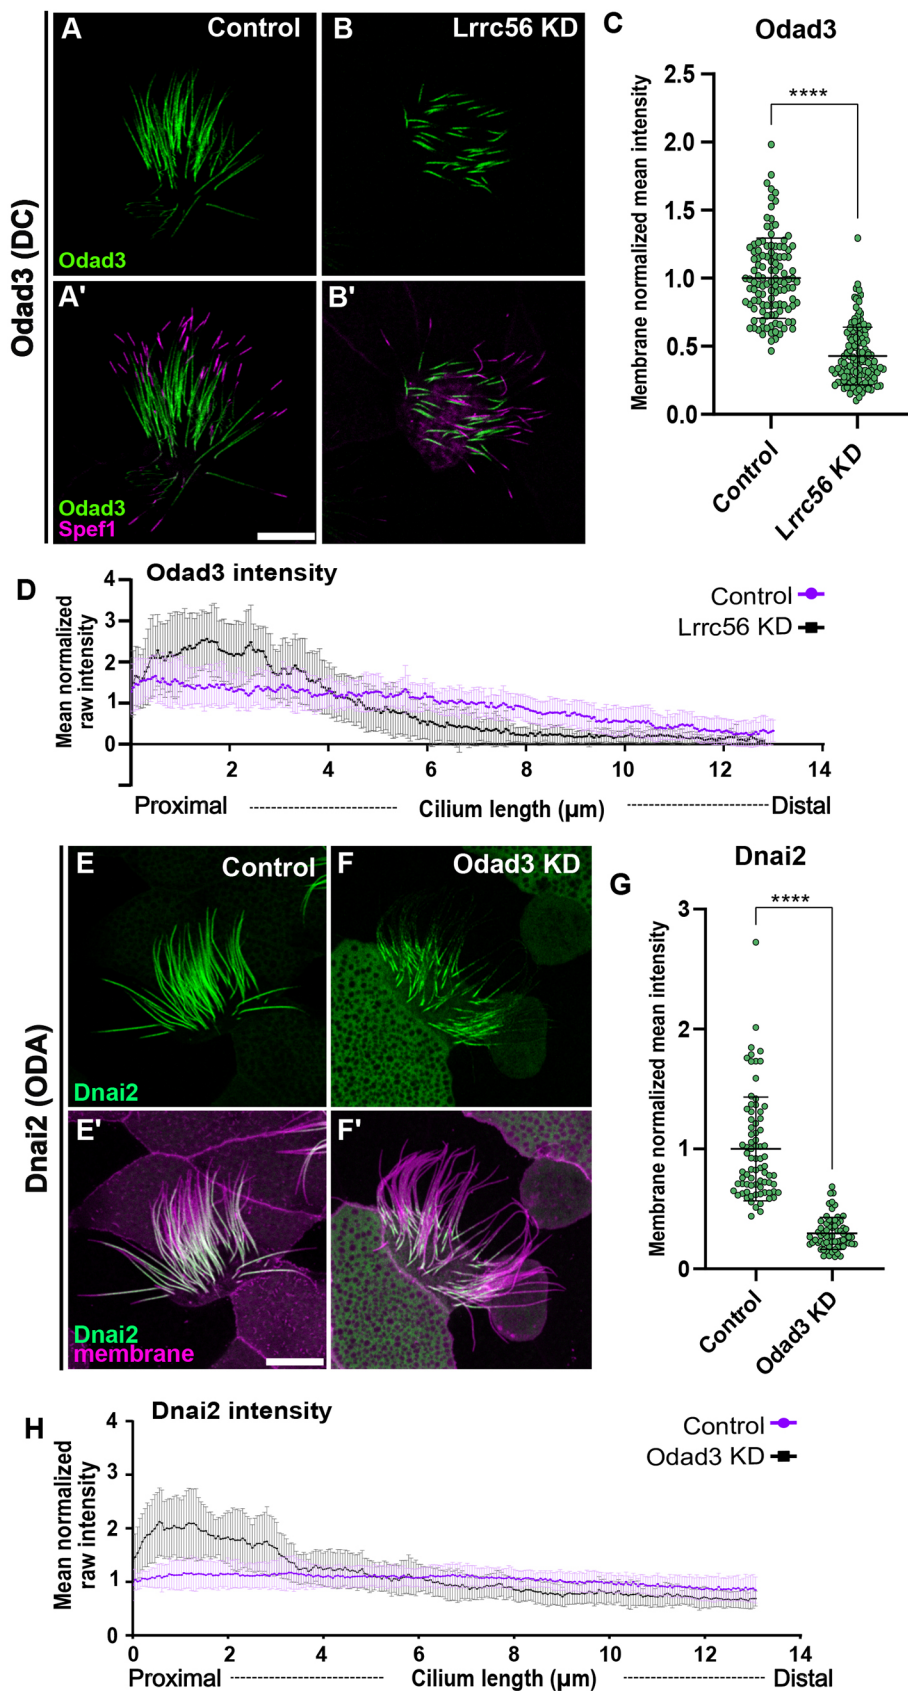 A
Control
B
Lrrc56 KD
C
Odad3
Odad3 (DC)
Odad3
A'
B'
Odad3
Spef1
Membrane normalized mean intensity
2.5
2.0
1.5
1.0
0.5
0.0
****
Control
Lrrc56 KD
D
Odad3 intensity
Control
Lrrc56 KD
Mean normalized
raw intensity
4
3
2
1
0
2
4
6
8
10
12
14
Proximal
Cilium length (µm)
Distal
E
Control
F
Odad3 KD
G
Dnai2
Dnai2 (ODA)
Dnai2
E'
F'
Dnai2
membrane
Membrane normalized mean intensity
3
2
1
0
****
Control
Odad3 KD
H
Dnai2 intensity
Control
Odad3 KD
Mean normalized
raw intensity
4
3
2
1
0
0
2
4
6
8
10
12
14
Proximal
Cilium length (µm)
Distal